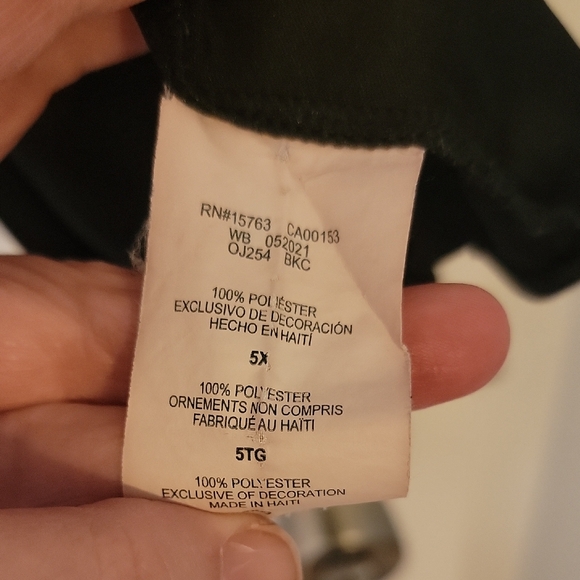 RN#15763 CA00153
WB 052021
OJ254 BKC
100% POLIÉSTER
EXCLUSIVO DE DECORACIÓN
HECHO EN HAITÍ
5X
100% POLYESTER
ORNEMENTS NON COMPRIS
FABRIQUÉ AU HAÏTI
5TG
100% POLYESTER
EXCLUSIVE OF DECORATION
MADE IN HAITI